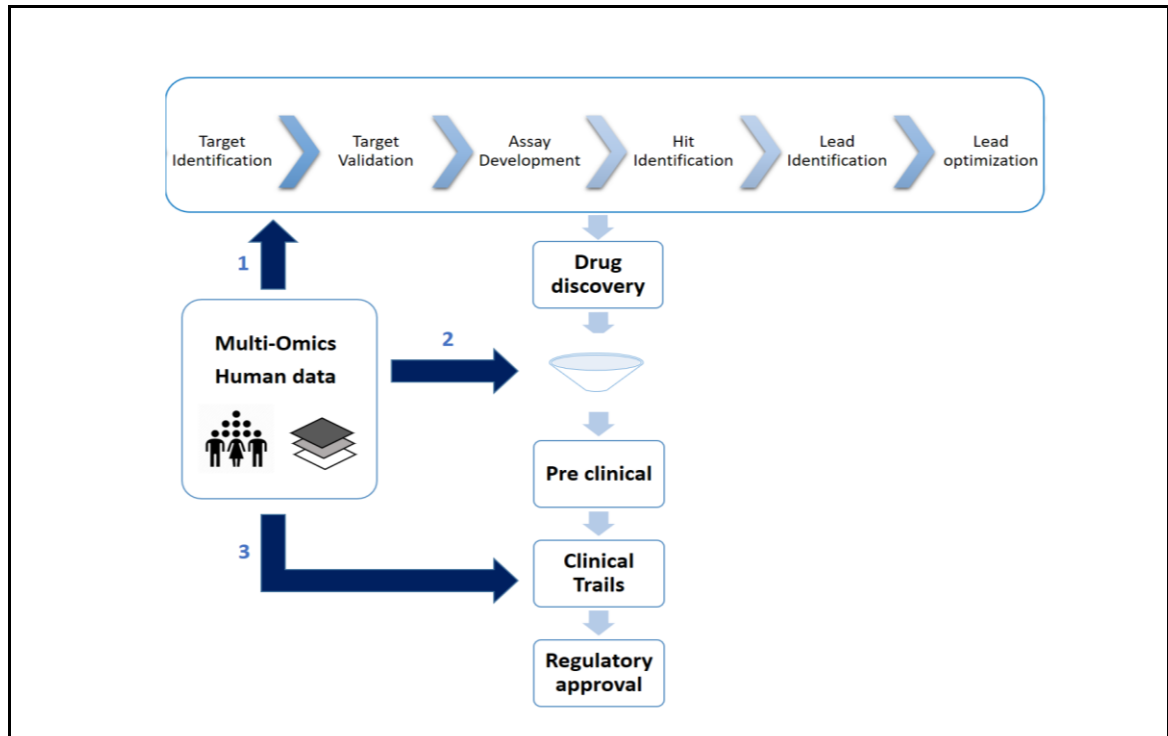 Target
Identification
Target
Validation
Assay
Development
Hit
Identification
Lead
Identification
Lead
optimization
1
Drug
discovery
Multi-Omics
Human data
2
Pre clinical
3
Clinical
Trails
Regulatory
approval